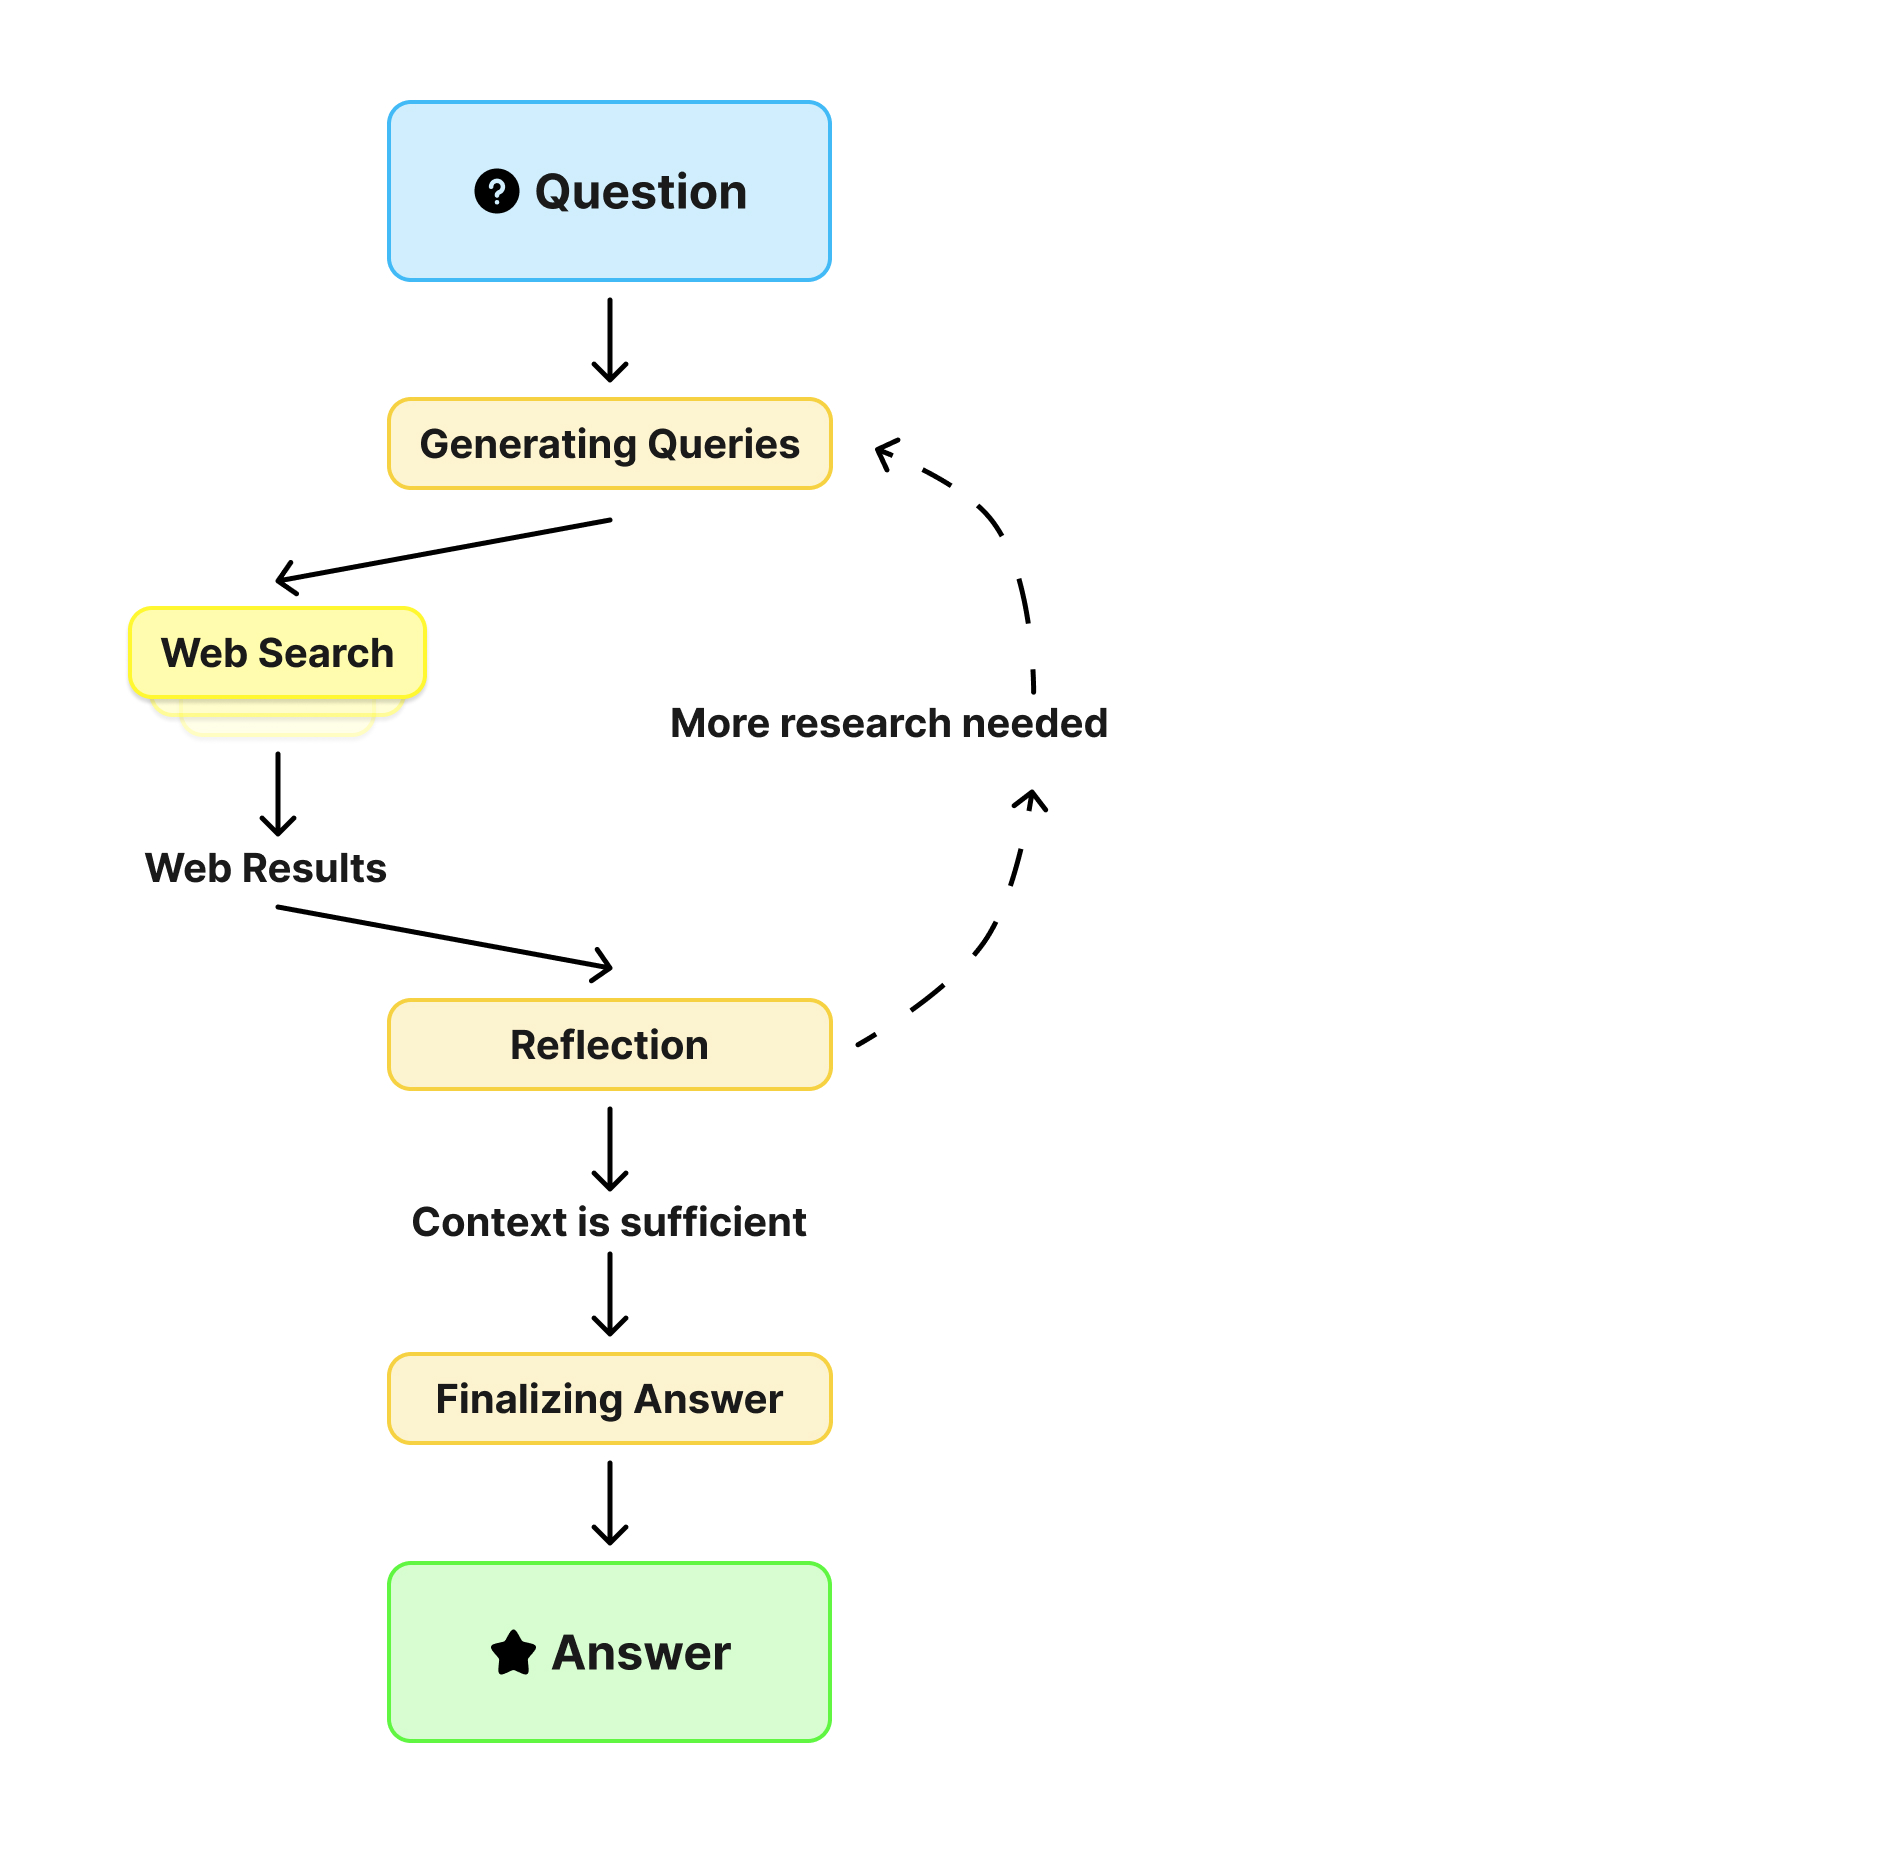 Question
Generating Queries
Web Search
More research needed
Web Results
Reflection
Context is sufficient
Finalizing Answer
Answer